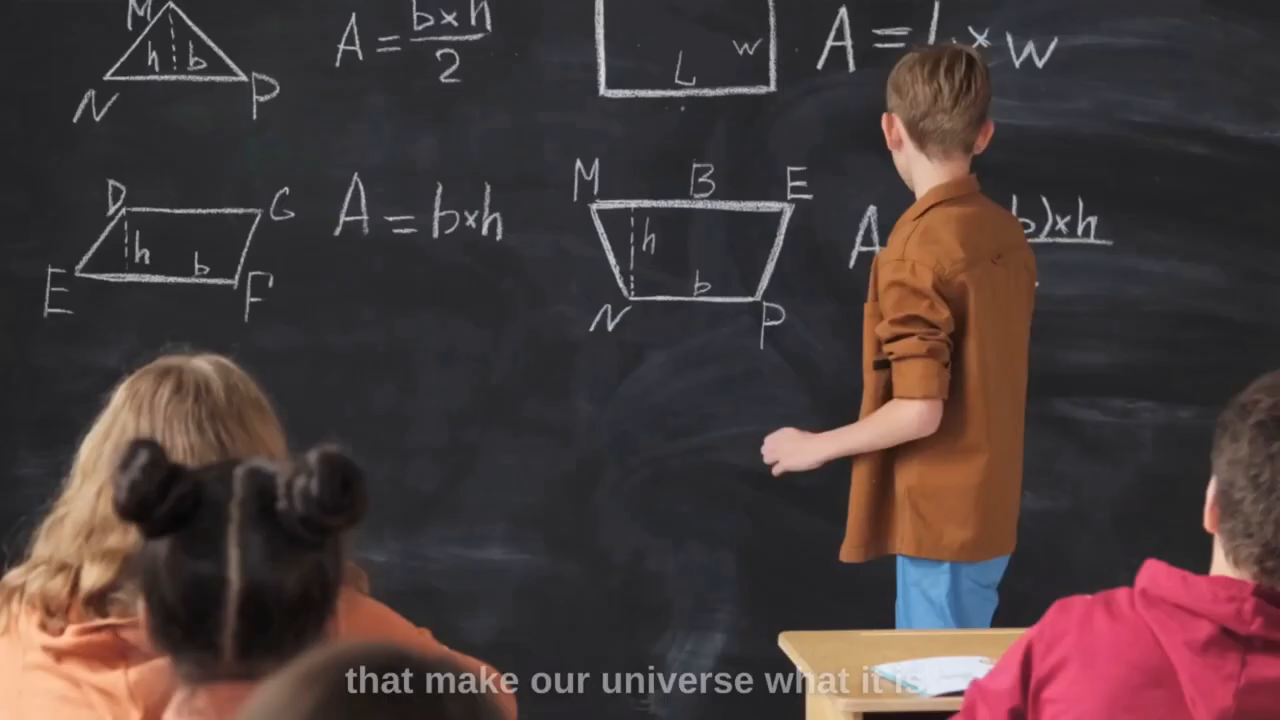 M
h b
N P
A = b×h
2
L w
A = L × w
D G
h
b
E F
A = b×h
M B E
h
b
N P
A b)×h
that make our universe what it is